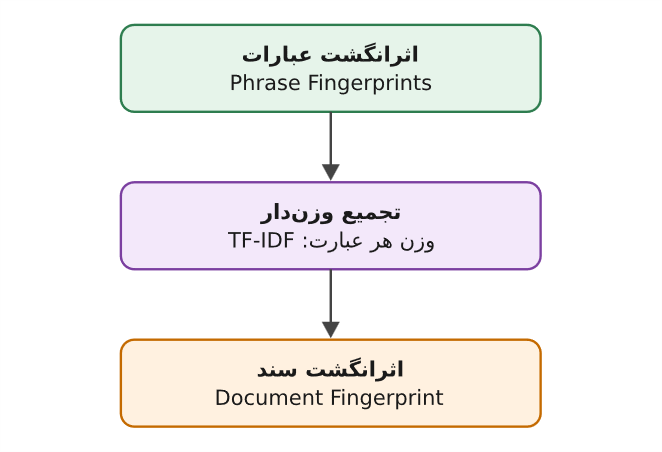 اثرانگشت عبارات
Phrase Fingerprints
تجمیع وزن‌دار
وزن هر عبارت: TF-IDF
اثرانگشت سند
Document Fingerprint